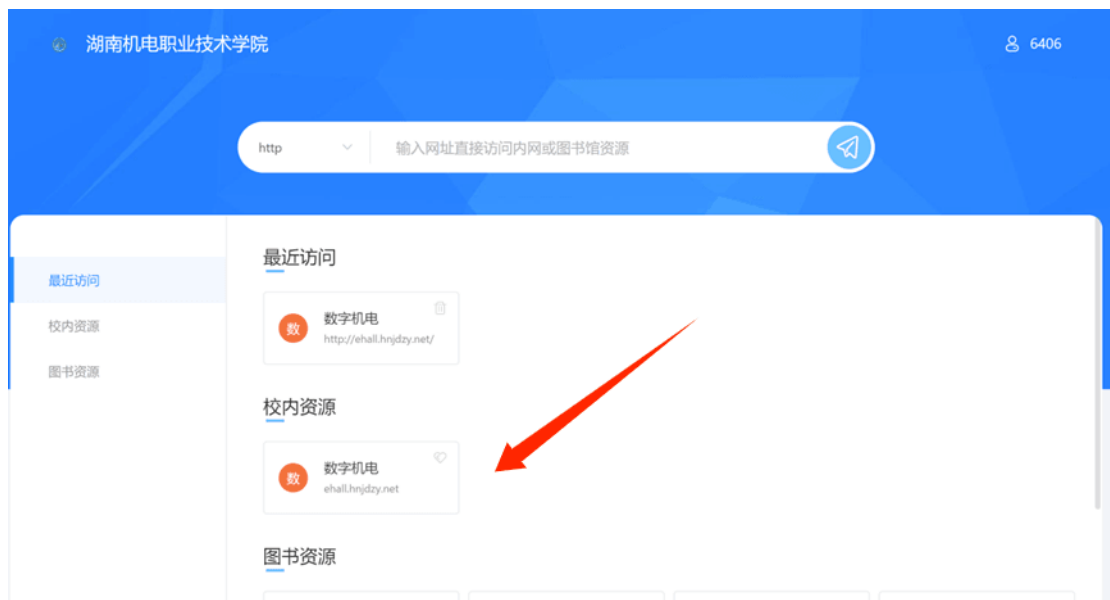 湖南机电职业技术学院
6406
http
输入网址直接访问内网或图书馆资源
最近访问
校内资源
图书资源
最近访问
数
数字机电
http://ehall.hnjdzy.net/
校内资源
数
数字机电
ehall.hnjdzy.net
图书资源